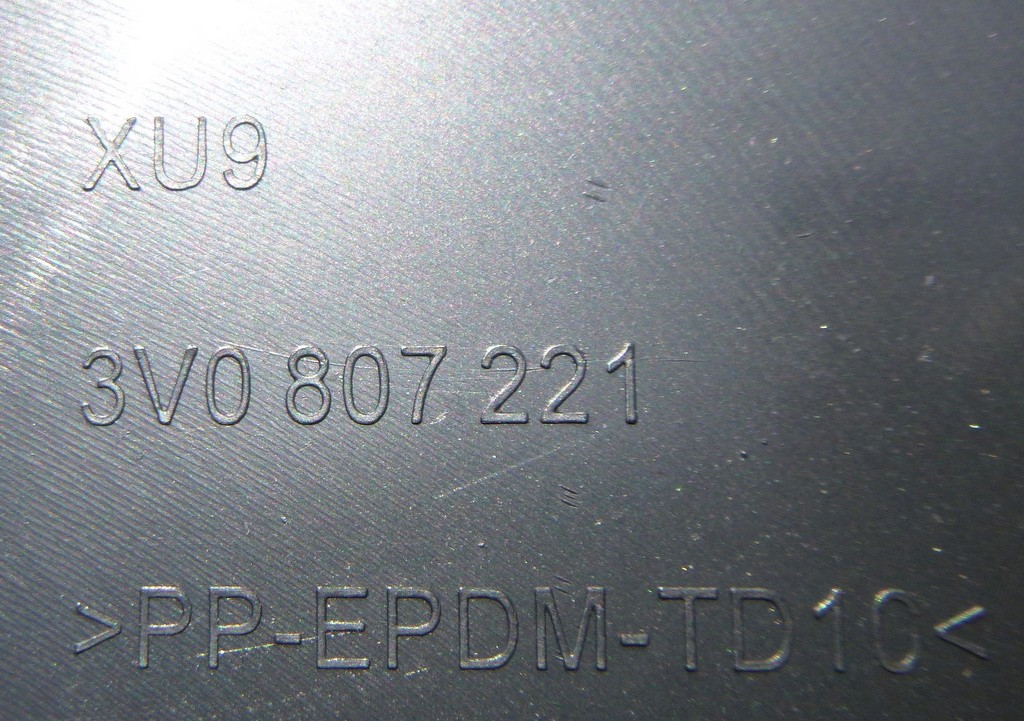 XU9
3V0 807 221
>PP-EPDM-TD10<